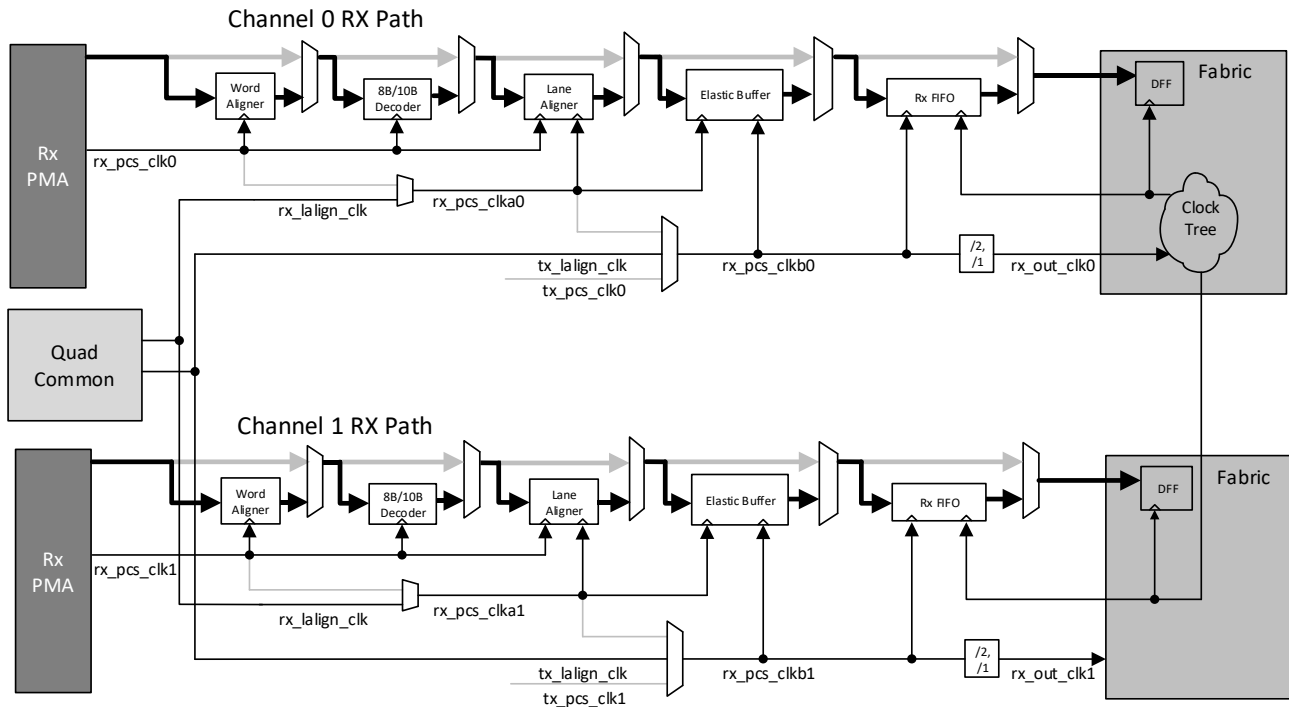 Channel 0 RX Path
Fabric
Rx
PMA
Word
Aligner
8B/10B
Decoder
Lane
Aligner
Elastic Buffer
Rx FIFO
DFF
rx_pcs_clk0
rx_lalign_clk
rx_pcs_clka0
Clock
Tree
tx_lalign_clk
tx_pcs_clk0
rx_pcs_clkb0
/2,
/1
rx_out_clk0
Quad
Common
Channel 1 RX Path
Fabric
Rx
PMA
Word
Aligner
8B/10B
Decoder
Lane
Aligner
Elastic Buffer
Rx FIFO
DFF
rx_pcs_clk1
rx_lalign_clk
rx_pcs_clka1
tx_lalign_clk
tx_pcs_clk1
rx_pcs_clkb1
/2,
/1
rx_out_clk1